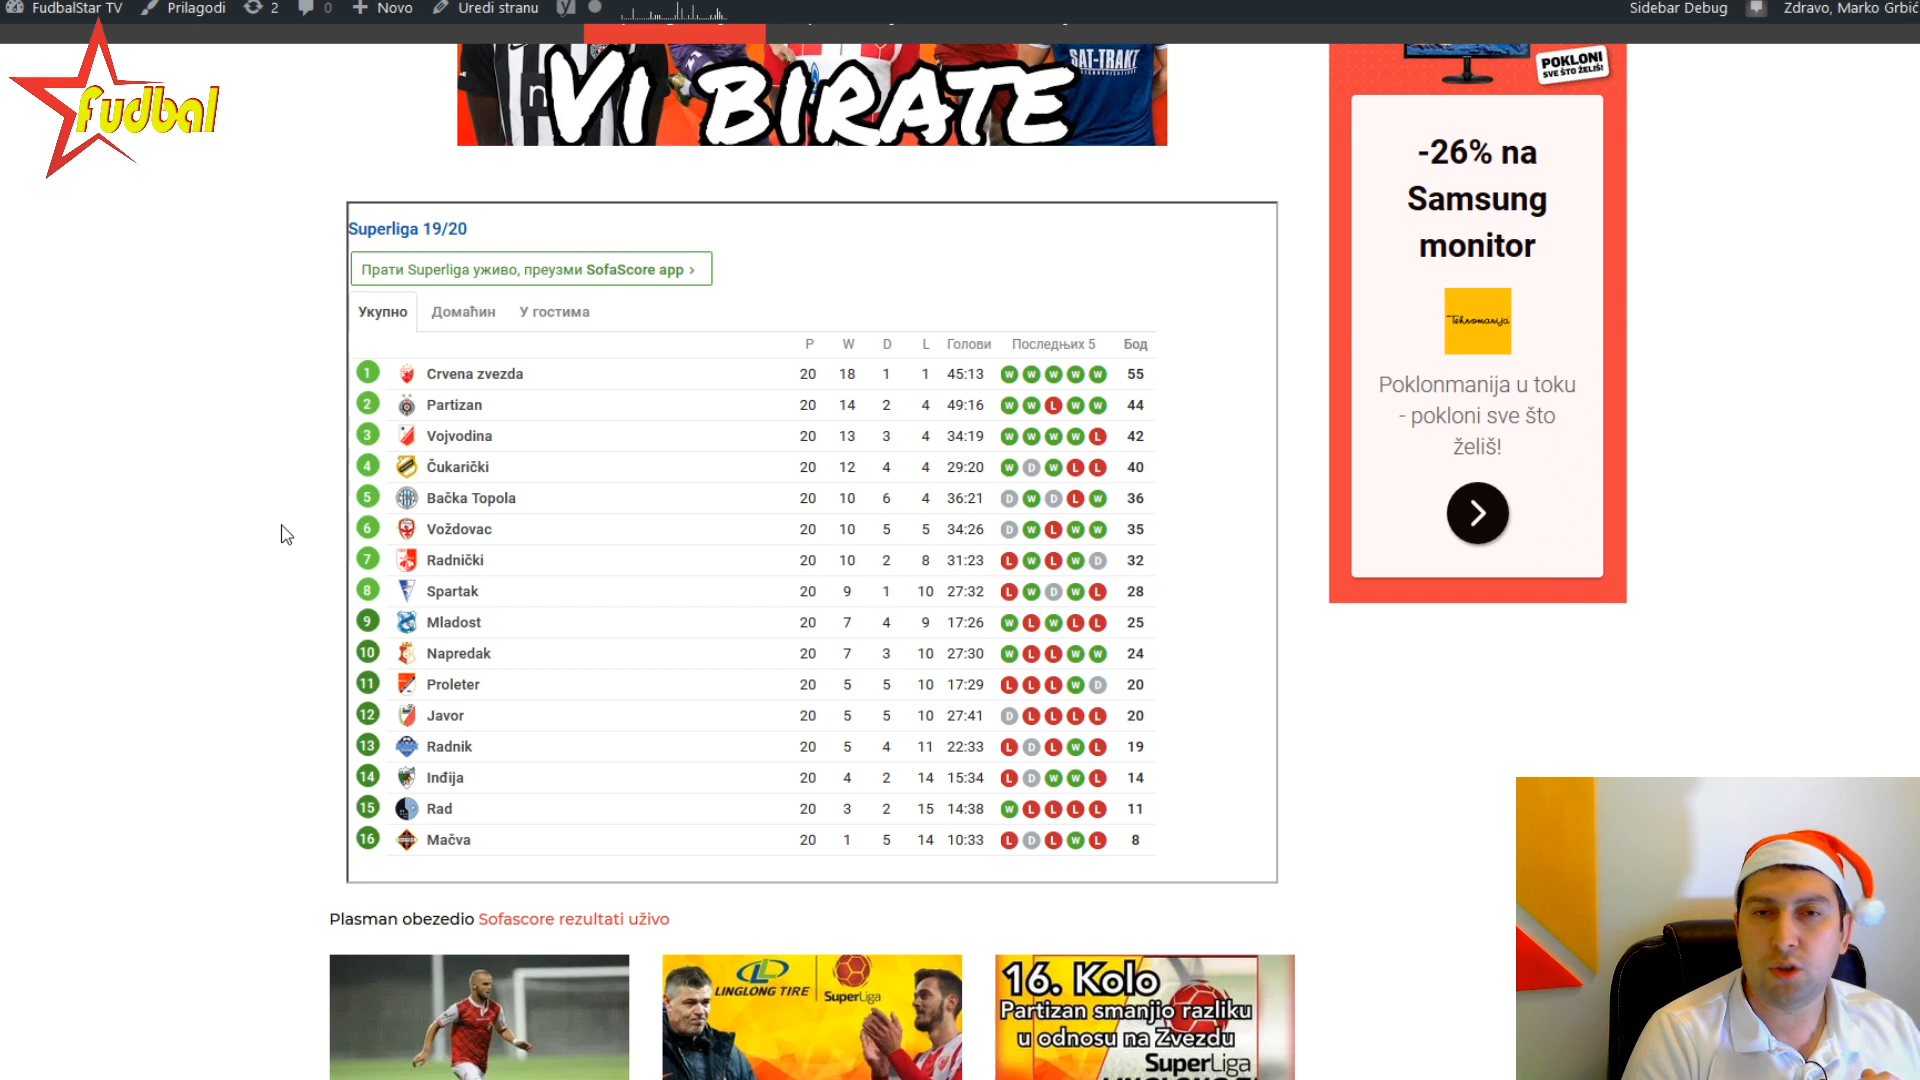 FudbalStar TV Prilagodi 2 0 Novo Uredi stranu Sidebar Debug Zdravo, Marko Grbić
fudbal
VI BIRATE
SAT-TRAKT
POKLONI
SVE ŠTO ŽELIŠ!
-26% na
Samsung
monitor
Tehnomanija
Poklonmanija u toku
- pokloni sve što
želiš!
Superliga 19/20
Прати Superliga уживо, преузми SofaScore app ›
Укупно Домаћин У гостима
P W D L Голови Последњих 5 Бод
1 Crvena zvezda 20 18 1 1 45:13 W W W W W 55
2 Partizan 20 14 2 4 49:16 W W L W W 44
3 Vojvodina 20 13 3 4 34:19 W W W W L 42
4 Čukarički 20 12 4 4 29:20 W D W L L 40
5 Bačka Topola 20 10 6 4 36:21 D W D L W 36
6 Voždovac 20 10 5 5 34:26 D W L W W 35
7 Radnički 20 10 2 8 31:23 L W L W D 32
8 Spartak 20 9 1 10 27:32 L W D W L 28
9 Mladost 20 7 4 9 17:26 W L W L L 25
10 Napredak 20 7 3 10 27:30 W L L W W 24
11 Proleter 20 5 5 10 17:29 L L L W D 20
12 Javor 20 5 5 10 27:41 D L L L L 20
13 Radnik 20 5 4 11 22:33 L D L W L 19
14 Inđija 20 4 2 14 15:34 L D W W L 14
15 Rad 20 3 2 15 14:38 W L L L L 11
16 Mačva 20 1 5 14 10:33 L D L W L 8
Plasman obezedio Sofascore rezultati uživo
LINGLONG TIRE SuperLiga
16. Kolo
Partizan smanjio razliku
u odnosu na Zvezdu
SuperLiga